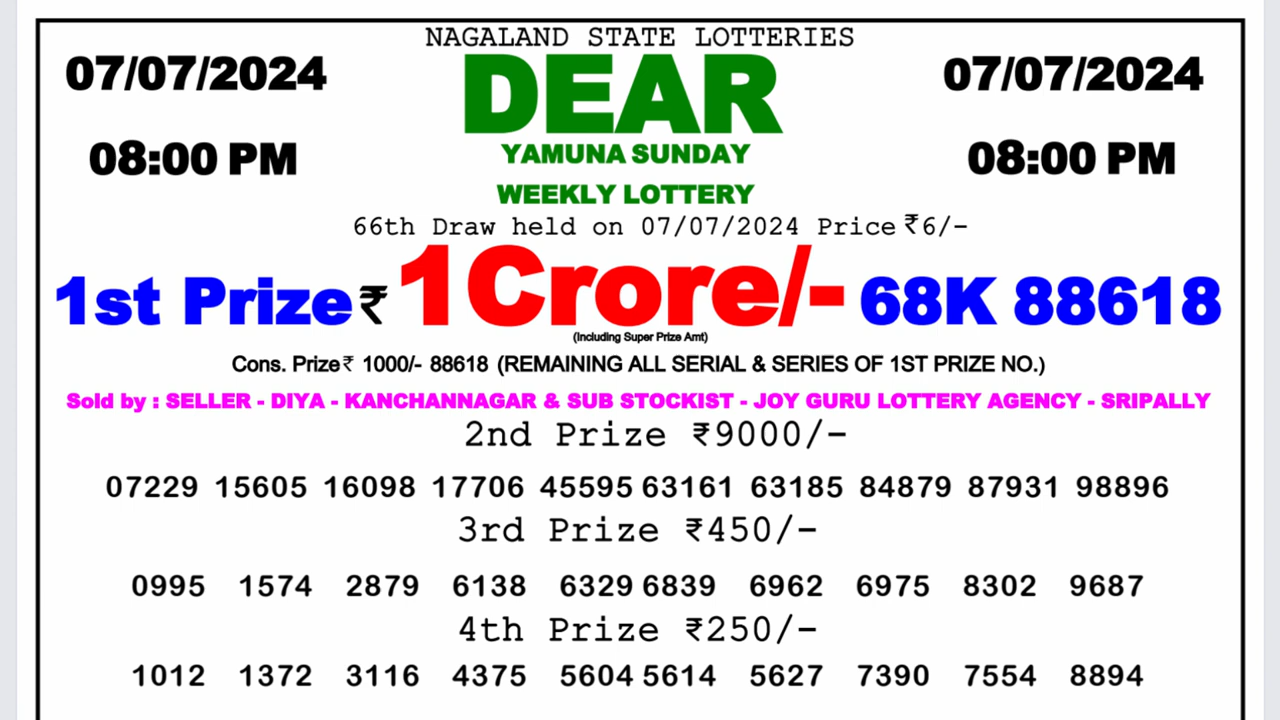 NAGALAND STATE LOTTERIES
07/07/2024 DEAR 07/07/2024
08:00 PM YAMUNA SUNDAY 08:00 PM
WEEKLY LOTTERY
66th Draw held on 07/07/2024 Price ₹6/-
1st Prize ₹ 1Crore/- 68K 88618
(Including Super Prize Amt)
Cons. Prize ₹ 1000/- 88618 (REMAINING ALL SERIAL & SERIES OF 1ST PRIZE NO.)
Sold by : SELLER - DIYA - KANCHANNAGAR & SUB STOCKIST - JOY GURU LOTTERY AGENCY - SRIPALLY
2nd Prize ₹9000/-
07229 15605 16098 17706 45595 63161 63185 84879 87931 98896
3rd Prize ₹450/-
0995 1574 2879 6138 6329 6839 6962 6975 8302 9687
4th Prize ₹250/-
1012 1372 3116 4375 5604 5614 5627 7390 7554 8894